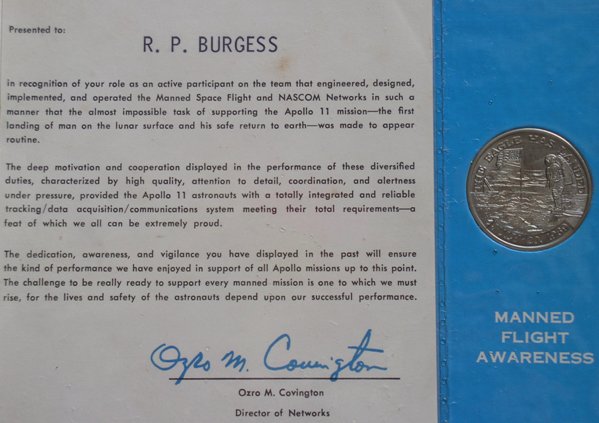 Presented to:
R. P. BURGESS
in recognition of your role as an active participant on the team that engineered, designed,
implemented, and operated the Manned Space Flight and NASCOM Networks in such a
manner that the almost impossible task of supporting the Apollo 11 mission—the first
landing of man on the lunar surface and his safe return to earth—was made to appear
routine.
The deep motivation and cooperation displayed in the performance of these diversified
duties, characterized by high quality, attention to detail, coordination, and alertness
under pressure, provided the Apollo 11 astronauts with a totally integrated and reliable
tracking/data acquisition/communications system meeting their total requirements—a
feat of which we all can be extremely proud.
The dedication, awareness, and vigilance you have displayed in the past will ensure
the kind of performance we have enjoyed in support of all Apollo missions up to this point.
The challenge to be really ready to support every manned mission is one to which we must
rise, for the lives and safety of the astronauts depend upon our successful performance.
Ozro M. Covington
Ozro M. Covington
Director of Networks
THE EAGLE HAS LANDED
MANNED
FLIGHT
AWARENESS